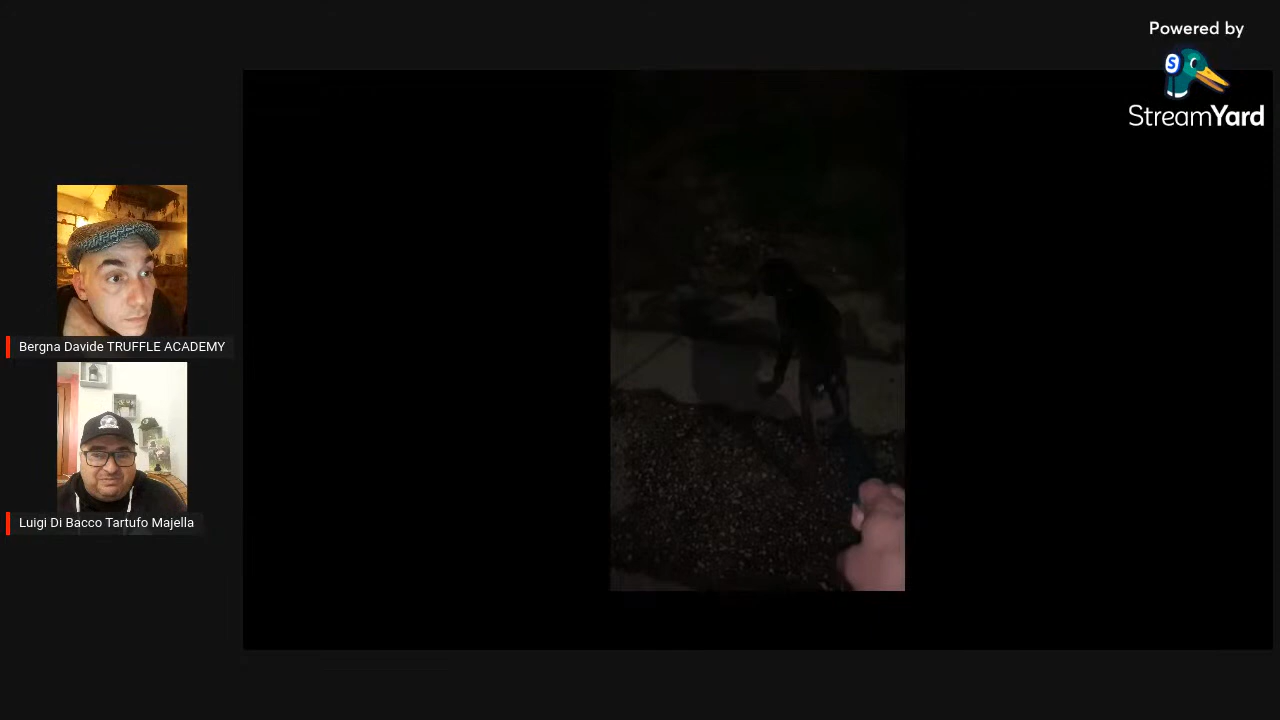 Powered by
S
StreamYard
Bergna Davide TRUFFLE ACADEMY
Luigi Di Bacco Tartufo Majella